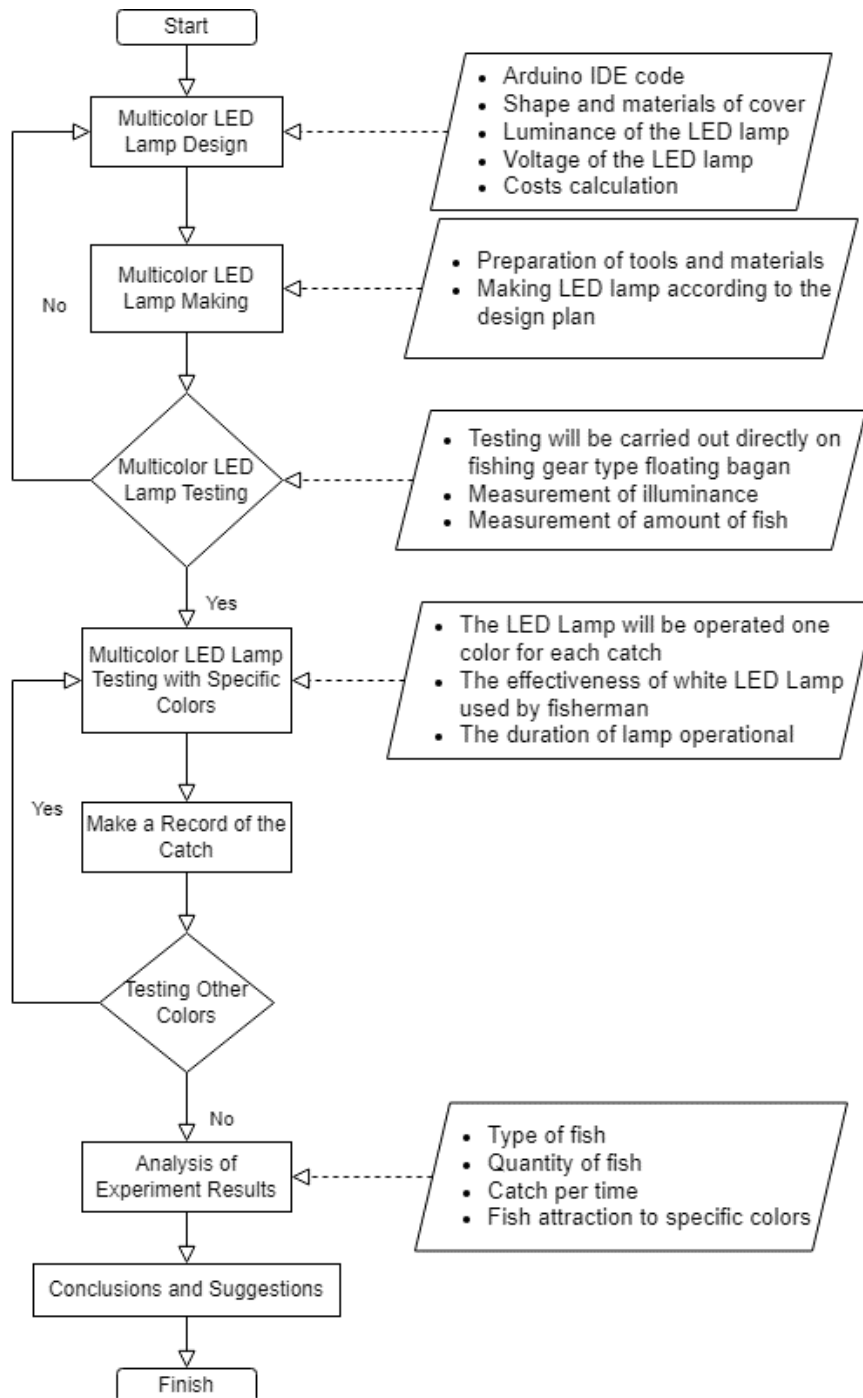 Start
Multicolor LED
Lamp Design
• Arduino IDE code
• Shape and materials of cover
• Luminance of the LED lamp
• Voltage of the LED lamp
• Costs calculation
Multicolor LED
Lamp Making
• Preparation of tools and materials
• Making LED lamp according to the
design plan
No
Multicolor LED
Lamp Testing
• Testing will be carried out directly on
fishing gear type floating bagan
• Measurement of illuminance
• Measurement of amount of fish
Yes
Multicolor LED Lamp
Testing with Specific
Colors
• The LED Lamp will be operated one
color for each catch
• The effectiveness of white LED Lamp
used by fisherman
• The duration of lamp operational
Yes
Make a Record of the
Catch
Testing Other
Colors
No
Analysis of
Experiment Results
• Type of fish
• Quantity of fish
• Catch per time
• Fish attraction to specific colors
Conclusions and Suggestions
Finish